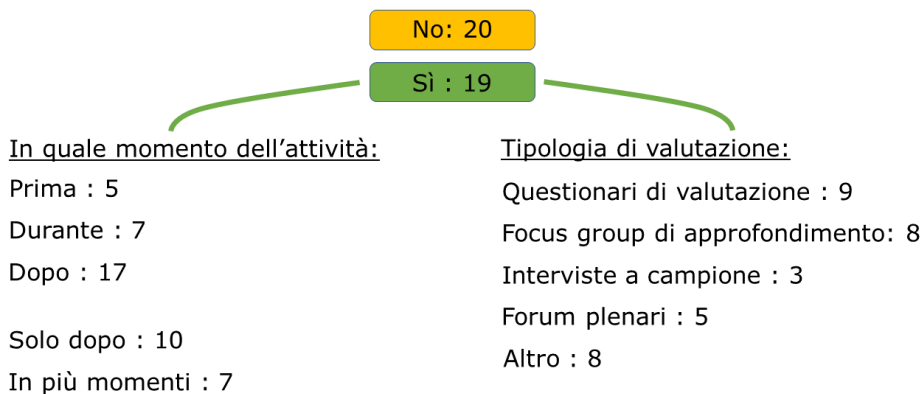 No: 20
Sì : 19
In quale momento dell'attività:
Prima : 5
Durante : 7
Dopo : 17
Solo dopo : 10
In più momenti : 7
Tipologia di valutazione:
Questionari di valutazione : 9
Focus group di approfondimento: 8
Interviste a campione : 3
Forum plenari : 5
Altro : 8